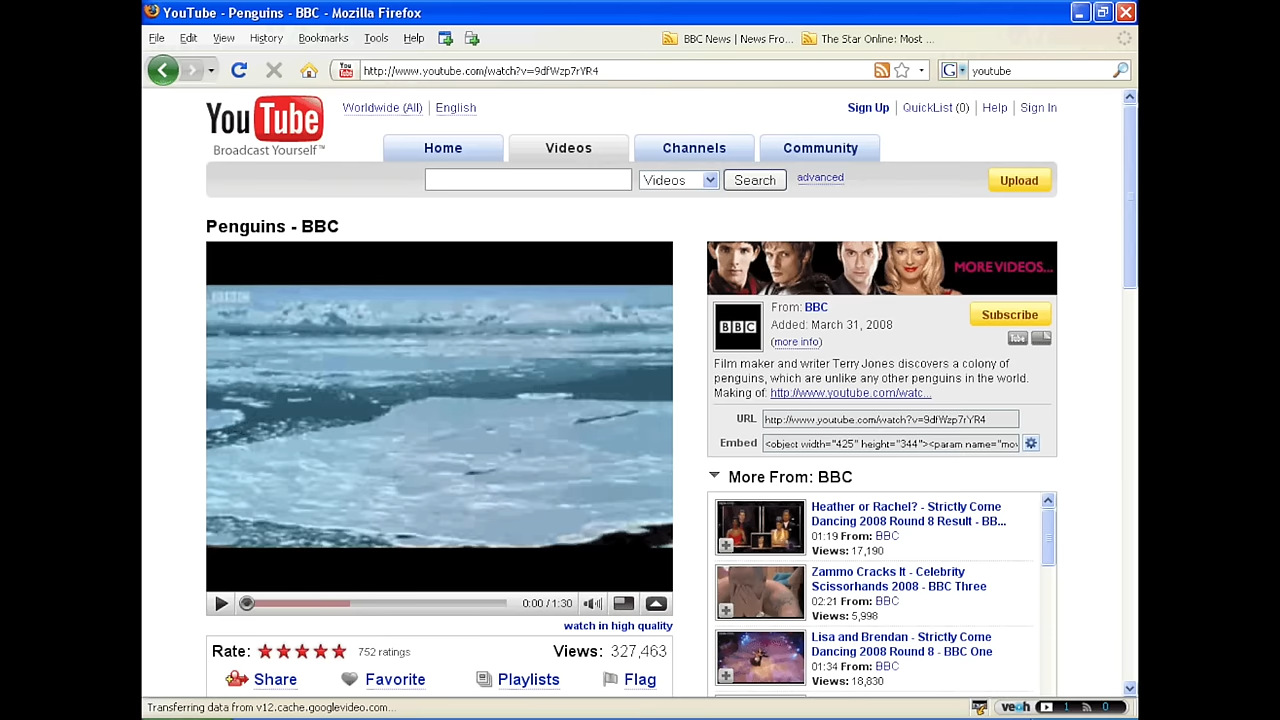 YouTube - Penguins - BBC - Mozilla Firefox
File Edit View History Bookmarks Tools Help BBC News | News Fro... The Star Online: Most ...
http://www.youtube.com/watch?v=9dfWzp7rYR4 G youtube
YouTube Worldwide (All) English Sign Up QuickList (0) Help Sign In
Broadcast Yourself™ Home Videos Channels Community
Videos Search advanced Upload
Penguins - BBC
BBC
MORE VIDEOS...
From: BBC Subscribe
BBC Added: March 31, 2008
(more info) Tube
Film maker and writer Terry Jones discovers a colony of
penguins, which are unlike any other penguins in the world.
Making of: http://www.youtube.com/watc...
URL http://www.youtube.com/watch?v=9dfWzp7rYR4
Embed <object width="425" height="344"><param name="mov
More From: BBC
Heather or Rachel? - Strictly Come
Dancing 2008 Round 8 Result - BB...
01:19 From: BBC
Views: 17,190
Zammo Cracks It - Celebrity
Scissorhands 2008 - BBC Three
02:21 From: BBC
Views: 5,998
Lisa and Brendan - Strictly Come
Dancing 2008 Round 8 - BBC One
01:34 From: BBC
Views: 18,830
0:00 / 1:30
watch in high quality
Rate: 752 ratings Views: 327,463
Share Favorite Playlists Flag
Transferring data from v12.cache.googlevideo.com... veoh 1 0